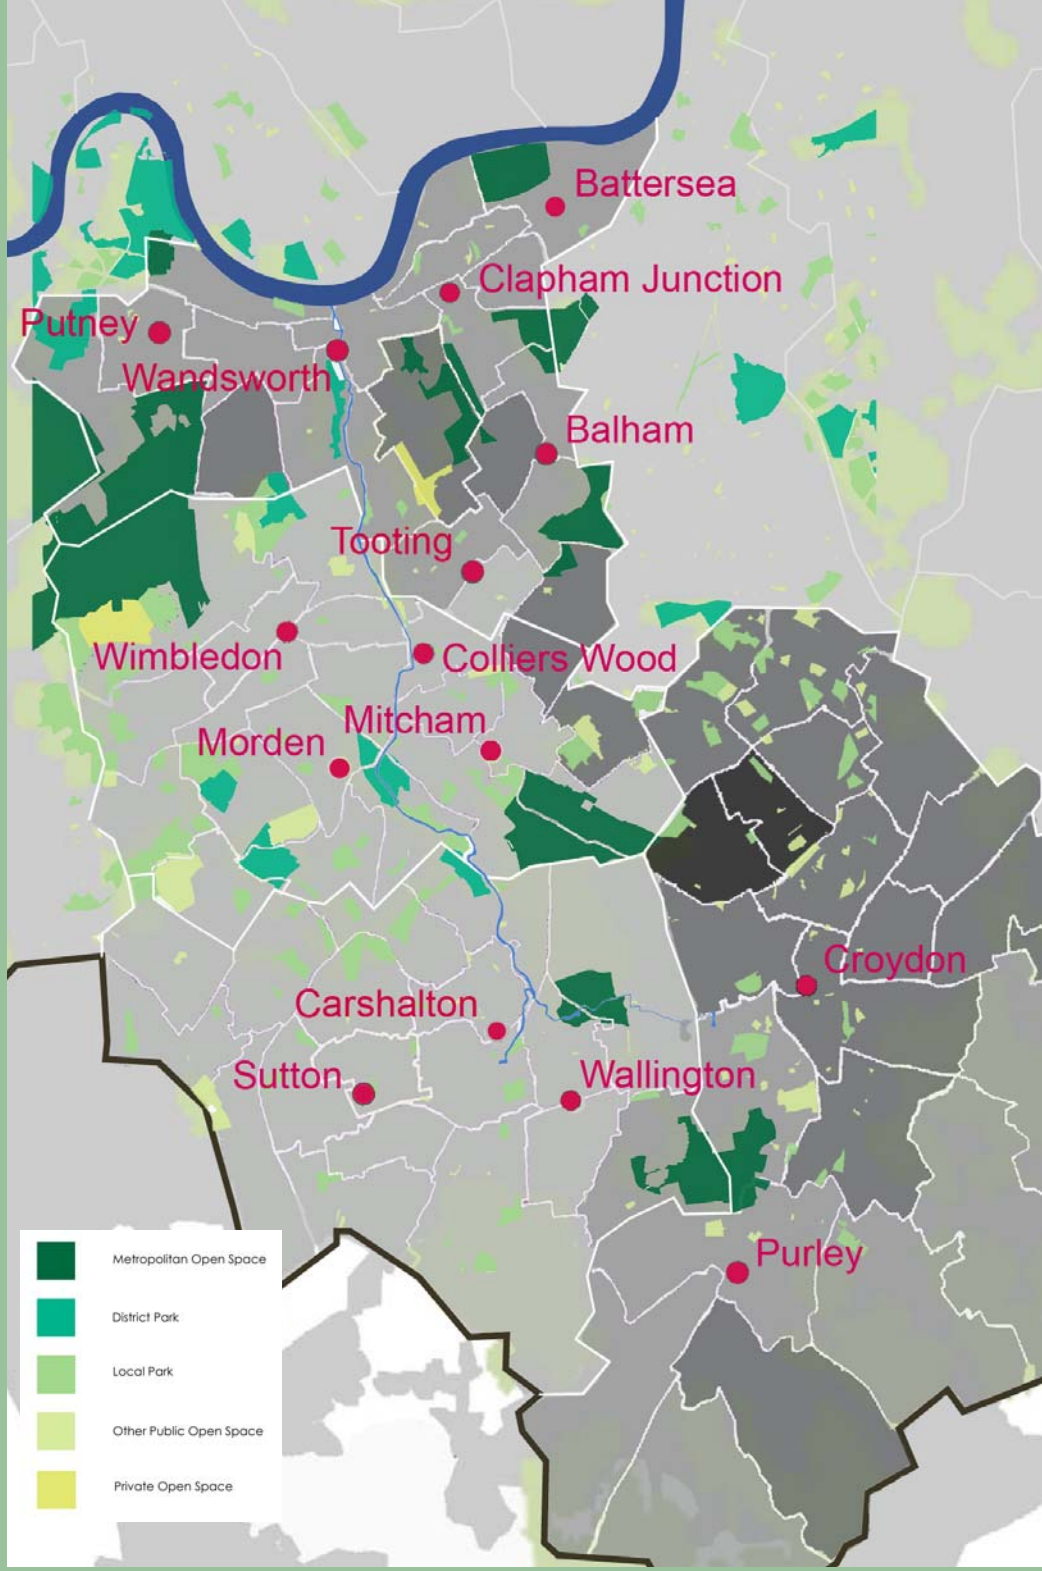 Battersea
Clapham Junction
Putney
Wandsworth
Balham
Tooting
Wimbledon
Colliers Wood
Mitcham
Morden
Croydon
Carshalton
Sutton
Wallington
Purley
Metropolitan Open Space
District Park
Local Park
Other Public Open Space
Private Open Space